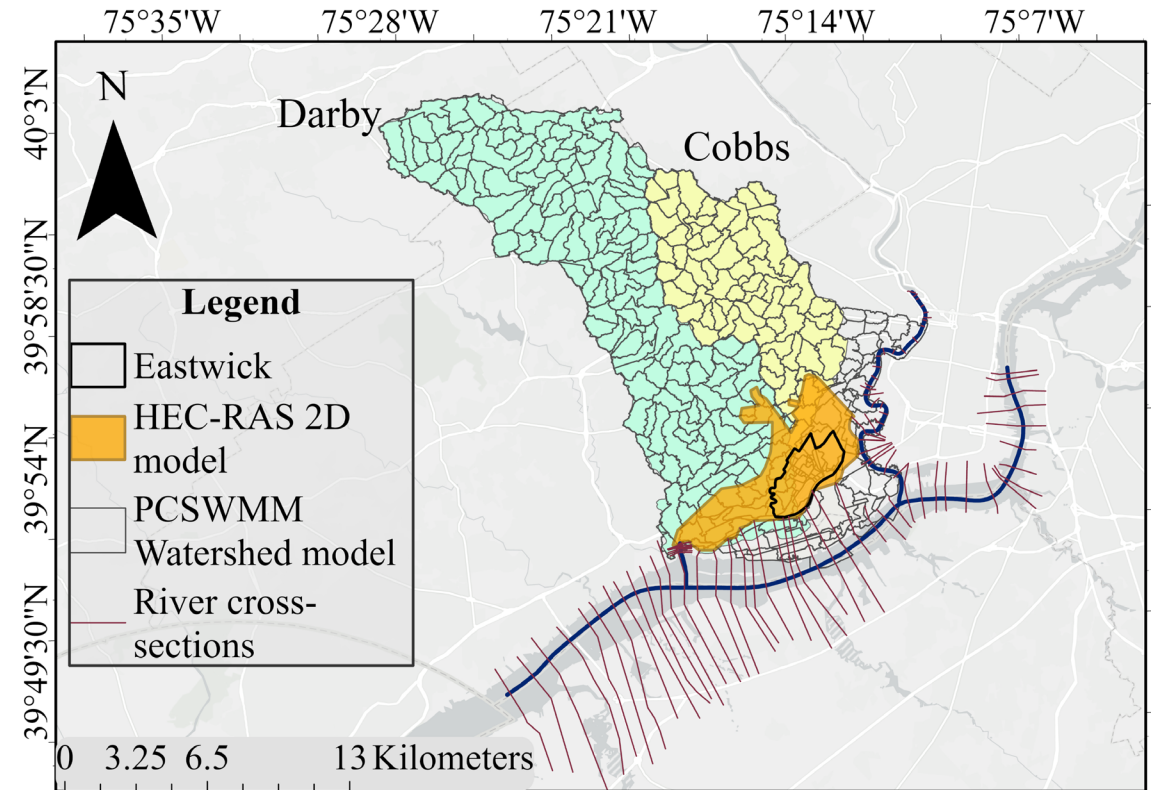 75°35'W 75°28'W 75°21'W 75°14'W 75°7'W
40°3'N
39°58'30"N
39°54'N
39°49'30"N
N
Darby
Cobbs
Legend
Eastwick
HEC-RAS 2D
model
PCSWMM
Watershed model
River cross-
sections
0 3.25 6.5 13 Kilometers